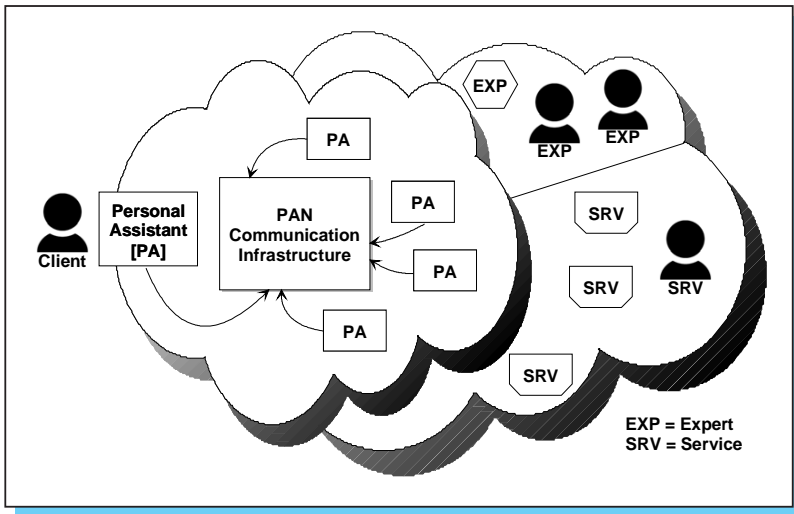 EXP
EXP
EXP
PA
Personal
Assistant
[PA]
Client
PAN
Communication
Infrastructure
PA
PA
PA
SRV
SRV
SRV
SRV
EXP = Expert
SRV = Service